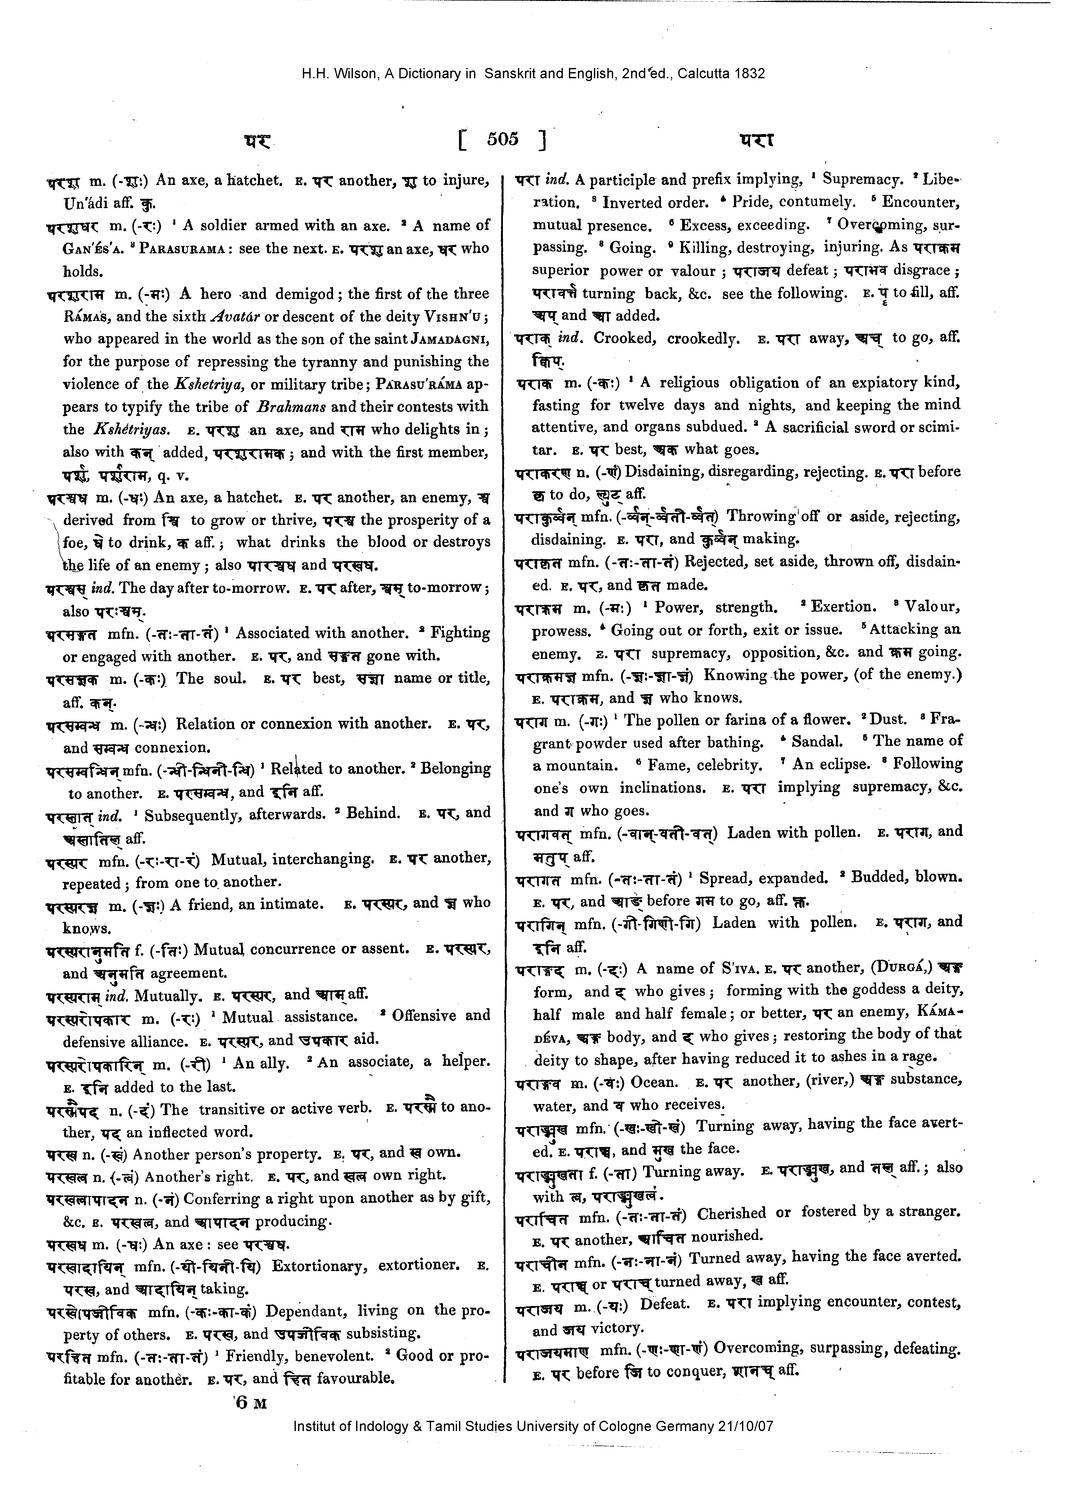 H.H. Wilson, A Dictionary in Sanskrit and English, 2nd ed., Calcutta 1832
पर [ 505 ] परा
परशु m. (-शुः) An axe, a hatchet. E. पर another, शु to injure,
Un'ádi aff. कु.
परशुधर m. (-रः) ¹ A soldier armed with an axe. ² A name of
GAN'ÉS'A. ³ PARASURAMA : see the next. E. परशु an axe, धर who
holds.
परशुराम m. (-मः) A hero and demigod ; the first of the three
RÁMAS, and the sixth Avatár or descent of the deity VISHN'U ;
who appeared in the world as the son of the saint JAMADAGNI,
for the purpose of repressing the tyranny and punishing the
violence of the Kshetriya, or military tribe ; PARASU'RÁMA ap-
pears to typify the tribe of Brahmans and their contests with
the Kshétriyas. E. परशु an axe, and राम who delights in ;
also with कन् added, परशुरामक ; and with the first member,
पर्शु, पर्शुराम, q. v.
परश्वध m. (-धः) An axe, a hatchet. E. पर another, an enemy, श्व
derived from श्वि to grow or thrive, परश्व the prosperity of a
foe, धे to drink, क aff. ; what drinks the blood or destroys
the life of an enemy ; also पारश्वध and परस्वध.
परश्वस् ind. The day after to-morrow. E. पर after, श्वस् to-morrow ;
also परःश्वस्.
परसङ्गत mfn. (-तः-ता-तं) ¹ Associated with another. ² Fighting
or engaged with another. E. पर, and सङ्गत gone with.
परसञ्ज्ञक m. (-कः) The soul. E. पर best, सञ्ज्ञा name or title,
aff. कन्.
परसम्बन्ध m. (-न्धः) Relation or connexion with another. E. पर,
and सम्बन्ध connexion.
परसम्बन्धिन् mfn. (-न्धी-न्धिनी-न्धि) ¹ Related to another. ² Belonging
to another. E. परसम्बन्ध, and इनि aff.
परस्तात् ind. ¹ Subsequently, afterwards. ² Behind. E. पर, and
अस्तातिल् aff.
परस्पर mfn. (-रः-रा-रं) Mutual, interchanging. E. पर another,
repeated ; from one to another.
परस्परज्ञ m. (-ज्ञः) A friend, an intimate. E. परस्पर, and ज्ञ who
knows.
परस्परानुमति f. (-तिः) Mutual concurrence or assent. E. परस्पर,
and अनुमति agreement.
परस्पराम् ind. Mutually. E. परस्पर, and आम् aff.
परस्परोपकार m. (-रः) ¹ Mutual assistance. ² Offensive and
defensive alliance. E. परस्पर, and उपकार aid.
परस्परोपकारिन् m. (-री) ¹ An ally. ² An associate, a helper.
E. इनि added to the last.
परस्मैपद n. (-दं) The transitive or active verb. E. परस्मै to ano-
ther, पद an inflected word.
परस्व n. (-स्वं) Another person's property. E. पर, and स्व own.
परस्वत्व n. (-त्वं) Another's right. E. पर, and स्वत्व own right.
परस्वत्वापादन n. (-नं) Conferring a right upon another as by gift,
&c. E. परस्वत्व, and आपादन producing.
परस्वध m. (-धः) An axe : see परश्वध.
परस्वादायिन् mfn. (-यी-यिनी-यि) Extortionary, extortioner. E.
परस्व, and आदायिन् taking.
परस्वोपजीविक mfn. (-कः-का-कं) Dependant, living on the pro-
perty of others. E. परस्व, and उपजीविक subsisting.
परहित mfn. (-तः-ता-तं) ¹ Friendly, benevolent. ² Good or pro-
fitable for another. E. पर, and हित favourable.
6 M
परा ind. A participle and prefix implying, ¹ Supremacy. ² Libe-
ration. ³ Inverted order. ⁴ Pride, contumely. ⁵ Encounter,
mutual presence. ⁶ Excess, exceeding. ⁷ Overcoming, sur-
passing. ⁸ Going. ⁹ Killing, destroying, injuring. As पराक्रम
superior power or valour ; पराजय defeat ; पराभव disgrace ;
परावर्त्त turning back, &c. see the following. E. पॄ to fill, aff.
अप् and आ added.
पराक् ind. Crooked, crookedly. E. परा away, अच् to go, aff.
क्विप्.
पराक m. (-कः) ¹ A religious obligation of an expiatory kind,
fasting for twelve days and nights, and keeping the mind
attentive, and organs subdued. ² A sacrificial sword or scimi-
tar. E. पर best, अक what goes.
पराकरण n. (-णं) Disdaining, disregarding, rejecting. E. परा before
कृ to do, ल्युट् aff.
पराकुर्व्वन् mfn. (-र्व्वन्-र्व्वती-र्व्वत्) Throwing off or aside, rejecting,
disdaining. E. परा, and कुर्व्वन् making.
पराकृत mfn. (-तः-ता-तं) Rejected, set aside, thrown off, disdain-
ed. E. पर, and कृत made.
पराक्रम m. (-मः) ¹ Power, strength. ² Exertion. ³ Valour,
prowess. ⁴ Going out or forth, exit or issue. ⁵ Attacking an
enemy. E. परा supremacy, opposition, &c. and क्रम going.
पराक्रमज्ञ mfn. (-ज्ञः-ज्ञा-ज्ञं) Knowing the power, (of the enemy.)
E. पराक्रम, and ज्ञ who knows.
पराग m. (-गः) ¹ The pollen or farina of a flower. ² Dust. ³ Fra-
grant powder used after bathing. ⁴ Sandal. ⁵ The name of
a mountain. ⁶ Fame, celebrity. ⁷ An eclipse. ⁸ Following
one's own inclinations. E. परा implying supremacy, &c.
and ग who goes.
परागवत् mfn. (-वान्-वती-वत्) Laden with pollen. E. पराग, and
मतुप् aff.
परागत mfn. (-तः-ता-तं) ¹ Spread, expanded. ² Budded, blown.
E. पर, and आङ् before गम to go, aff. क्त.
परागिन् mfn. (-गी-गिणी-गि) Laden with pollen. E. पराग, and
इनि aff.
पराङ्गद m. (-दः) A name of S'IVA. E. पर another, (DURGÁ,) अङ्ग
form, and द who gives ; forming with the goddess a deity,
half male and half female ; or better, पर an enemy, KÁMA-
DÉVA, अङ्ग body, and द who gives ; restoring the body of that
deity to shape, after having reduced it to ashes in a rage.
पराङ्गव m. (-वः) Ocean. E. पर another, (river,) अङ्ग substance,
water, and व who receives.
पराङ्मुख mfn. (-खः-खी-खं) Turning away, having the face avert-
ed. E. पराञ्च, and मुख the face.
पराङ्मुखता f. (-ता) Turning away. E. पराङ्मुख, and तल् aff. ; also
with त्व, पराङ्मुखत्वं.
पराचित mfn. (-तः-ता-तं) Cherished or fostered by a stranger.
E. पर another, आचित nourished.
पराचीन mfn. (-नः-ना-नं) Turned away, having the face averted.
E. पराञ्च or पराच् turned away, ख aff.
पराजय m. (-यः) Defeat. E. परा implying encounter, contest,
and जय victory.
पराजयमाण mfn. (-णः-णा-णं) Overcoming, surpassing, defeating.
E. पर before जि to conquer, शानच् aff.
Institut of Indology & Tamil Studies University of Cologne Germany 21/10/07